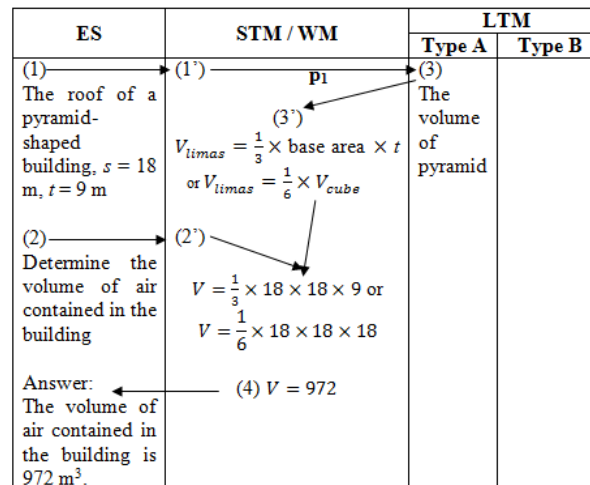 ES STM / WM LTM
Type A Type B
(1) (1') p1 (3)
The roof of a
pyramid-
shaped
building, s = 18
m, t = 9 m
(3')
V_limas = 1/3 × base area × t
or V_limas = 1/6 × V_cube
The
volume
of
pyramid
(2) (2')
Determine the
volume of air
contained in the
building
V = 1/3 × 18 × 18 × 9 or
V = 1/6 × 18 × 18 × 18
Answer:
The volume of
air contained in
the building is
972 m³.
(4) V = 972